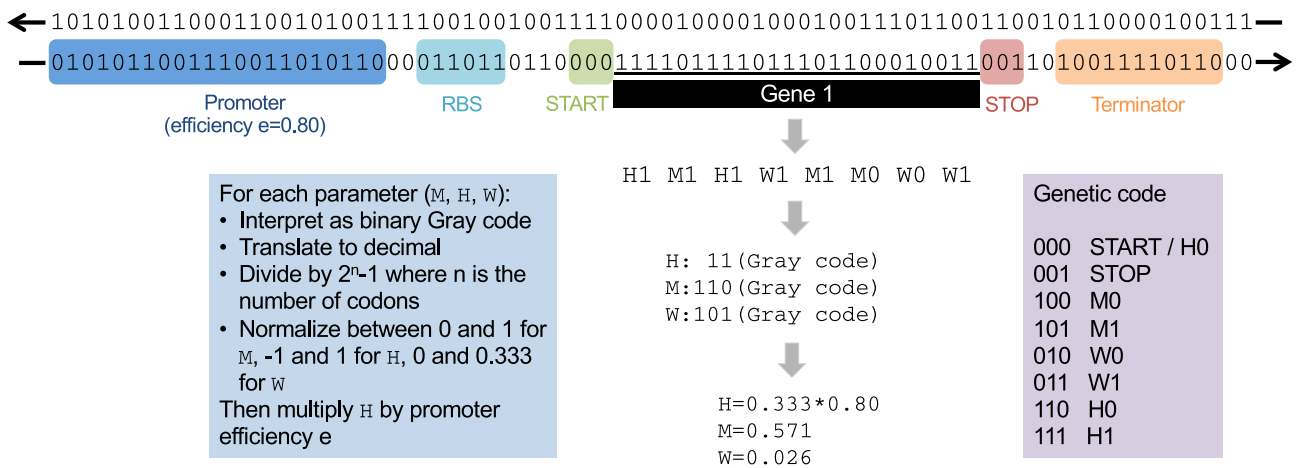 1010100110001100101001111001001001111000010000100010011101100110010110000100111
0101011001110011010110000110110110000111101111011101100010011001101001111011000
Promoter
(efficiency e=0.80)
RBS
START
Gene 1
STOP
Terminator
H1 M1 H1 W1 M1 M0 W0 W1
For each parameter (M, H, W):
• Interpret as binary Gray code
• Translate to decimal
• Divide by 2ⁿ-1 where n is the
number of codons
• Normalize between 0 and 1 for
M, -1 and 1 for H, 0 and 0.333
for W
Then multiply H by promoter
efficiency e
H: 11(Gray code)
M:110(Gray code)
W:101(Gray code)
H=0.333*0.80
M=0.571
W=0.026
Genetic code
000 START / H0
001 STOP
100 M0
101 M1
010 W0
011 W1
110 H0
111 H1